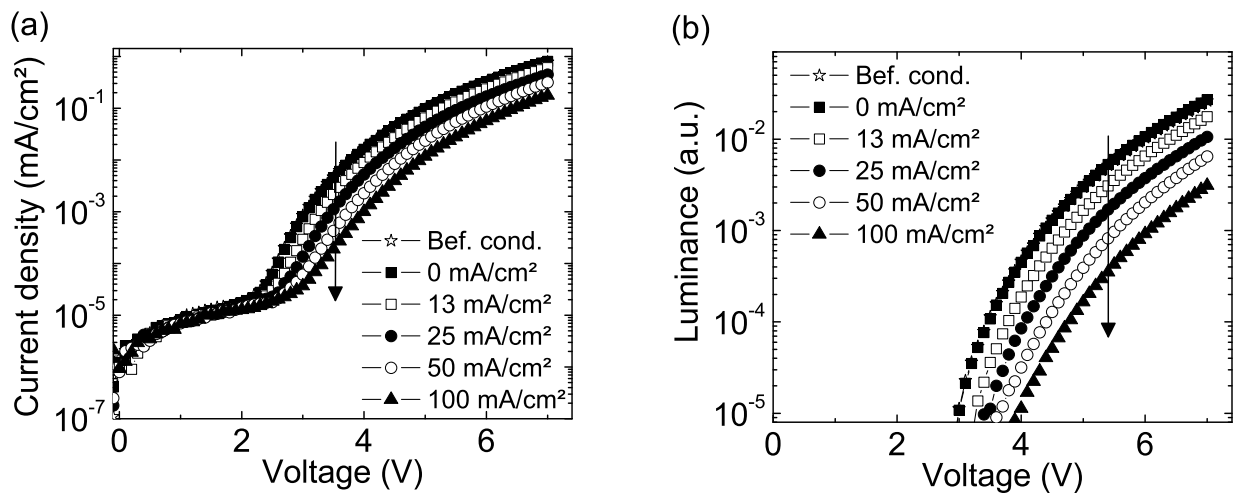 (a)
Current density (mA/cm²)
10⁻¹
10⁻³
10⁻⁵
10⁻⁷
Bef. cond.
0 mA/cm²
13 mA/cm²
25 mA/cm²
50 mA/cm²
100 mA/cm²
0 2 4 6
Voltage (V)
(b)
Luminance (a.u.)
10⁻²
10⁻³
10⁻⁴
10⁻⁵
Bef. cond.
0 mA/cm²
13 mA/cm²
25 mA/cm²
50 mA/cm²
100 mA/cm²
0 2 4 6
Voltage (V)